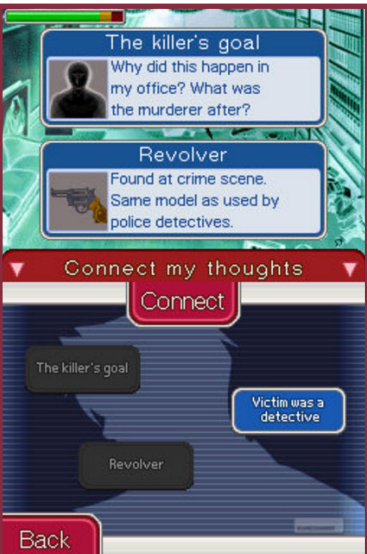 The killer's goal
Why did this happen in
my office? What was
the murderer after?
Revolver
Found at crime scene.
Same model as used by
police detectives.
Connect my thoughts
Connect
The killer's goal
Victim was a
detective
Revolver
Back